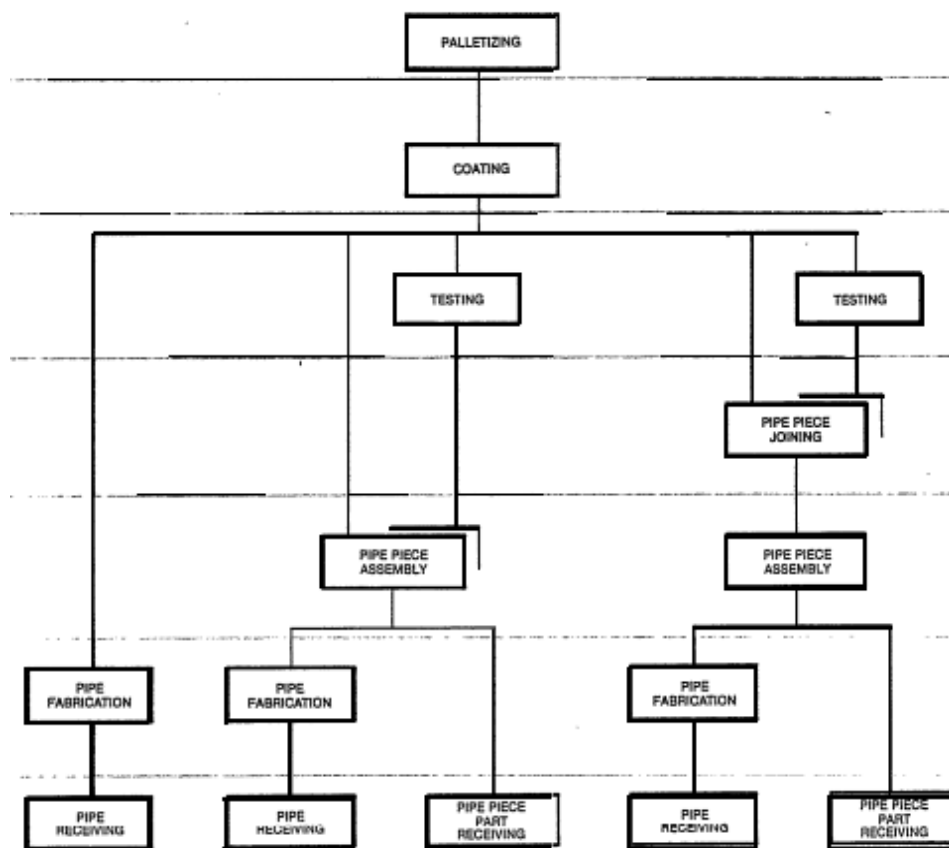 PALLETIZING
COATING
TESTING
TESTING
PIPE PIECE
JOINING
PIPE PIECE
ASSEMBLY
PIPE PIECE
ASSEMBLY
PIPE
FABRICATION
PIPE
FABRICATION
PIPE
FABRICATION
PIPE
RECEIVING
PIPE
RECEIVING
PIPE PIECE
PART
RECEIVING
PIPE
RECEIVING
PIPE PIECE
PART
RECEIVING